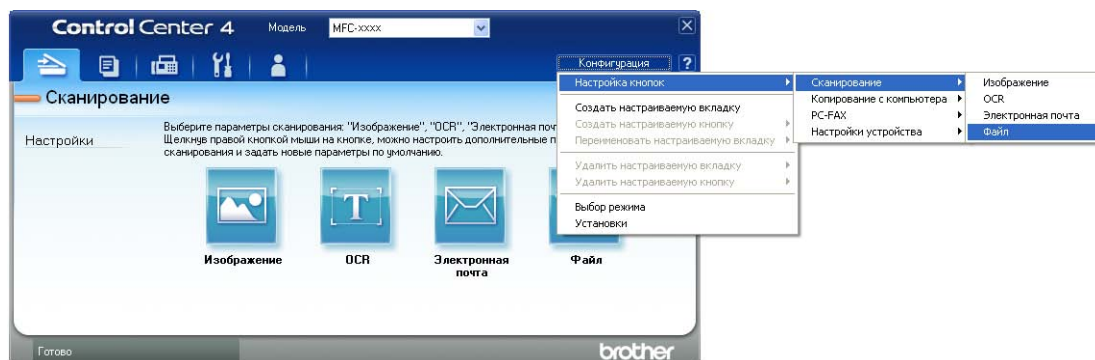 Control Center 4
Модель
MFC-xxxx
Конфигурация
?
Сканирование
Настройки
Выберите параметры сканирования: "Изображение", "OCR", "Электронная поч
Щелкнув правой кнопкой мыши на кнопке, можно настроить дополнительные п
сканирования и задать новые параметры по умолчанию.
Изображение
OCR
Электронная
почта
Файл
Готово
brother
Настройка кнопок
Создать настраиваемую вкладку
Создать настраиваемую кнопку
Переименовать настраиваемую вкладку
Удалить настраиваемую вкладку
Удалить настраиваемую кнопку
Выбор режима
Установки
Сканирование
Копирование с компьютера
PC-FAX
Настройки устройства
Изображение
OCR
Электронная почта
Файл